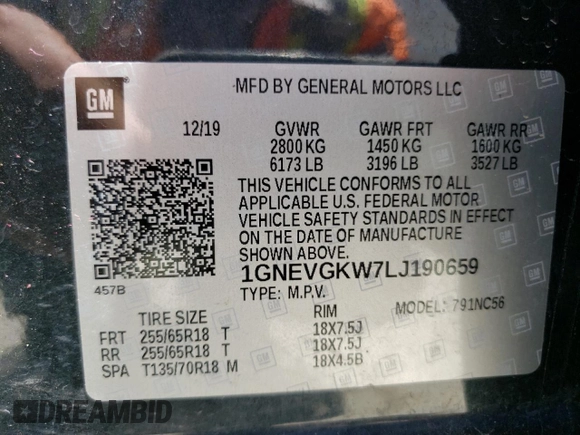 GM
MFD BY GENERAL MOTORS LLC
12/19 GVWR GAWR FRT GAWR RR
2800 KG 1450 KG 1600 KG
6173 LB 3196 LB 3527 LB
THIS VEHICLE CONFORMS TO ALL
APPLICABLE U.S. FEDERAL MOTOR
VEHICLE SAFETY STANDARDS IN EFFECT
ON THE DATE OF MANUFACTURE
SHOWN ABOVE.
457B
1GNEVGKW7LJ190659
TYPE: M.P.V. MODEL: 791NC56
TIRE SIZE RIM
FRT 255/65R18 T 18X7.5J
RR 255/65R18 T 18X7.5J
SPA T135/70R18 M 18X4.5B
DREAMBID